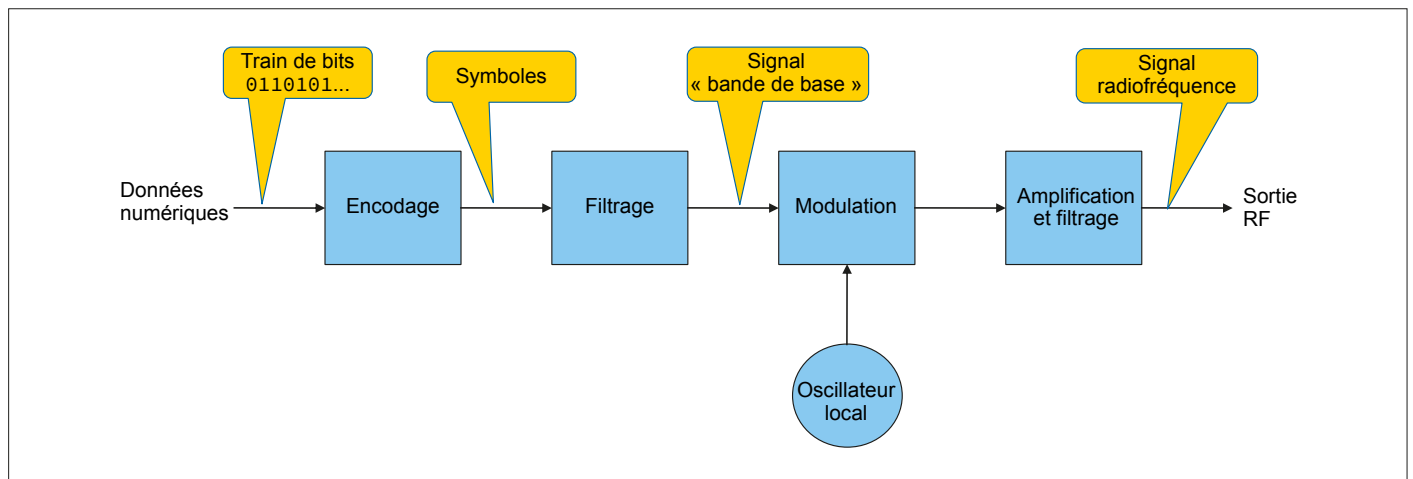 Train de bits
0110101...
Symboles
Signal
« bande de base »
Signal
radiofréquence
Données
numériques
Encodage
Filtrage
Modulation
Amplification
et filtrage
Sortie
RF
Oscillateur
local